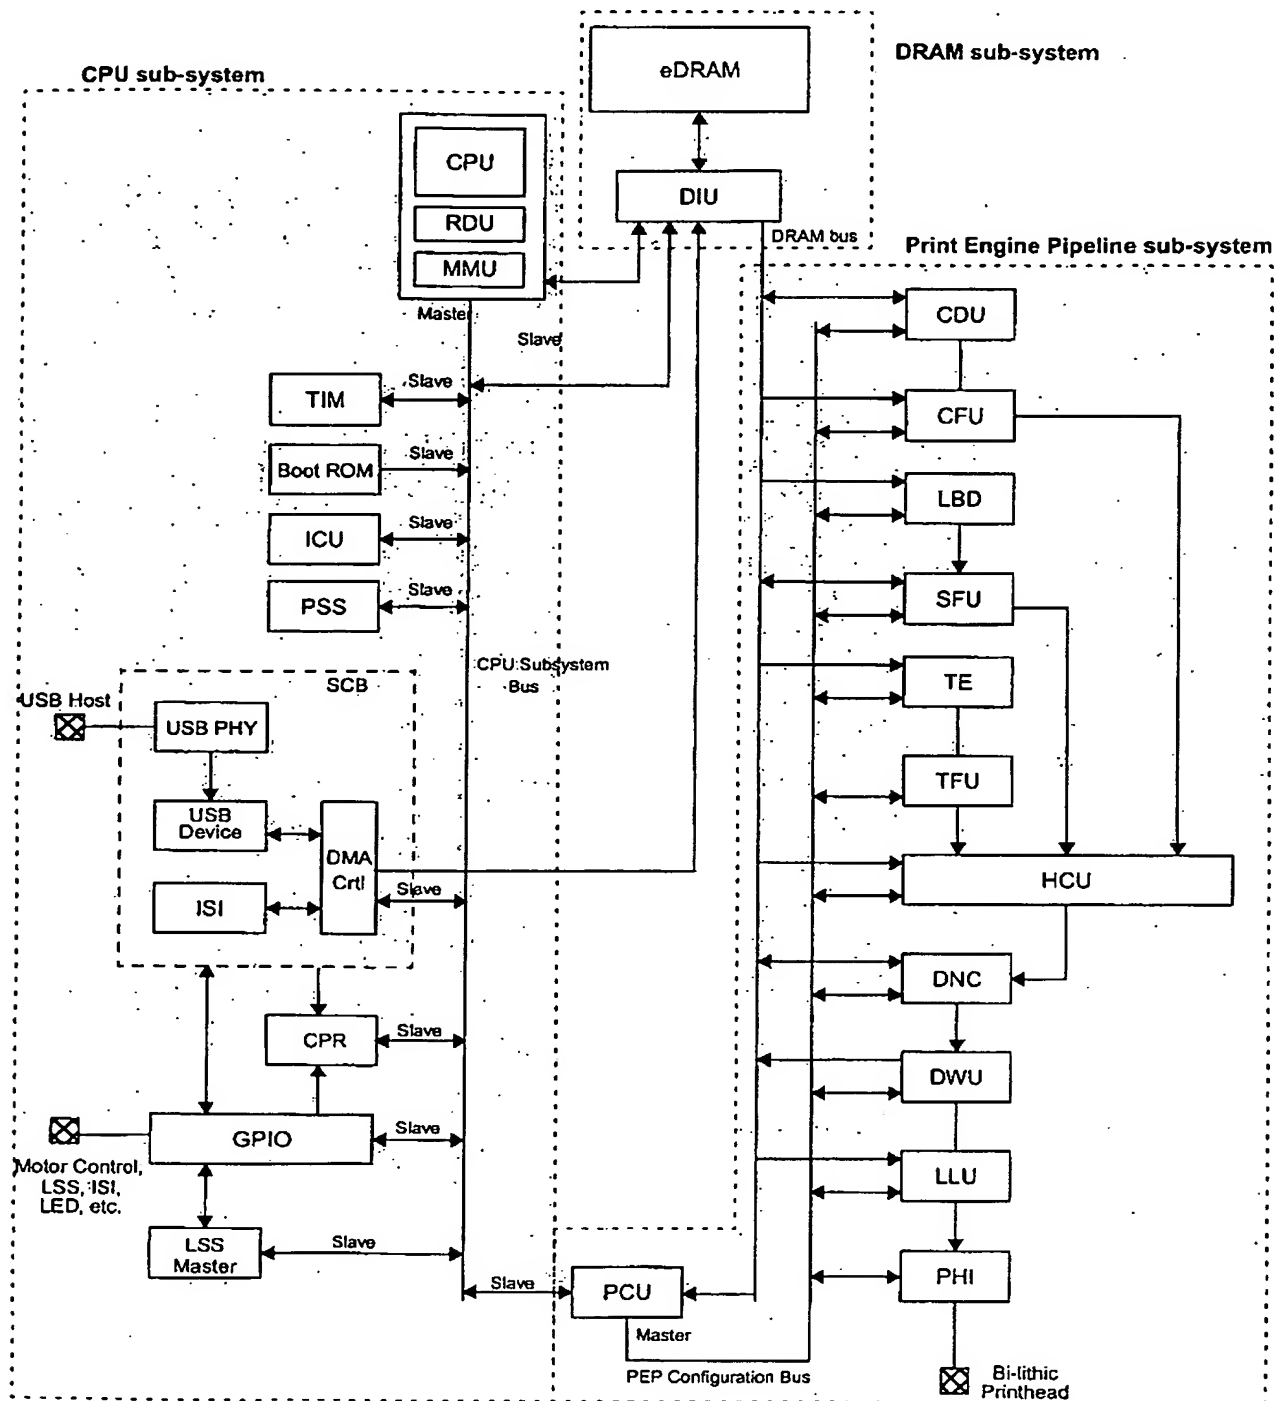 CPU sub-system
DRAM sub-system
eDRAM
DIU
DRAM bus
CPU
RDU
MMU
Master
Slave
Slave
TIM
Slave
Boot ROM
Slave
ICU
Slave
PSS
CPU Subsystem
Bus
SCB
USB Host
USB PHY
USB
Device
DMA
Crtl
ISI
Slave
CPR
Slave
GPIO
Slave
Motor Control,
LSS, ISI,
LED, etc.
LSS
Master
Slave
Slave
PCU
Master
PEP Configuration Bus
Print Engine Pipeline sub-system
CDU
CFU
LBD
SFU
TE
TFU
HCU
DNC
DWU
LLU
PHI
Bi-lithic
Printhead